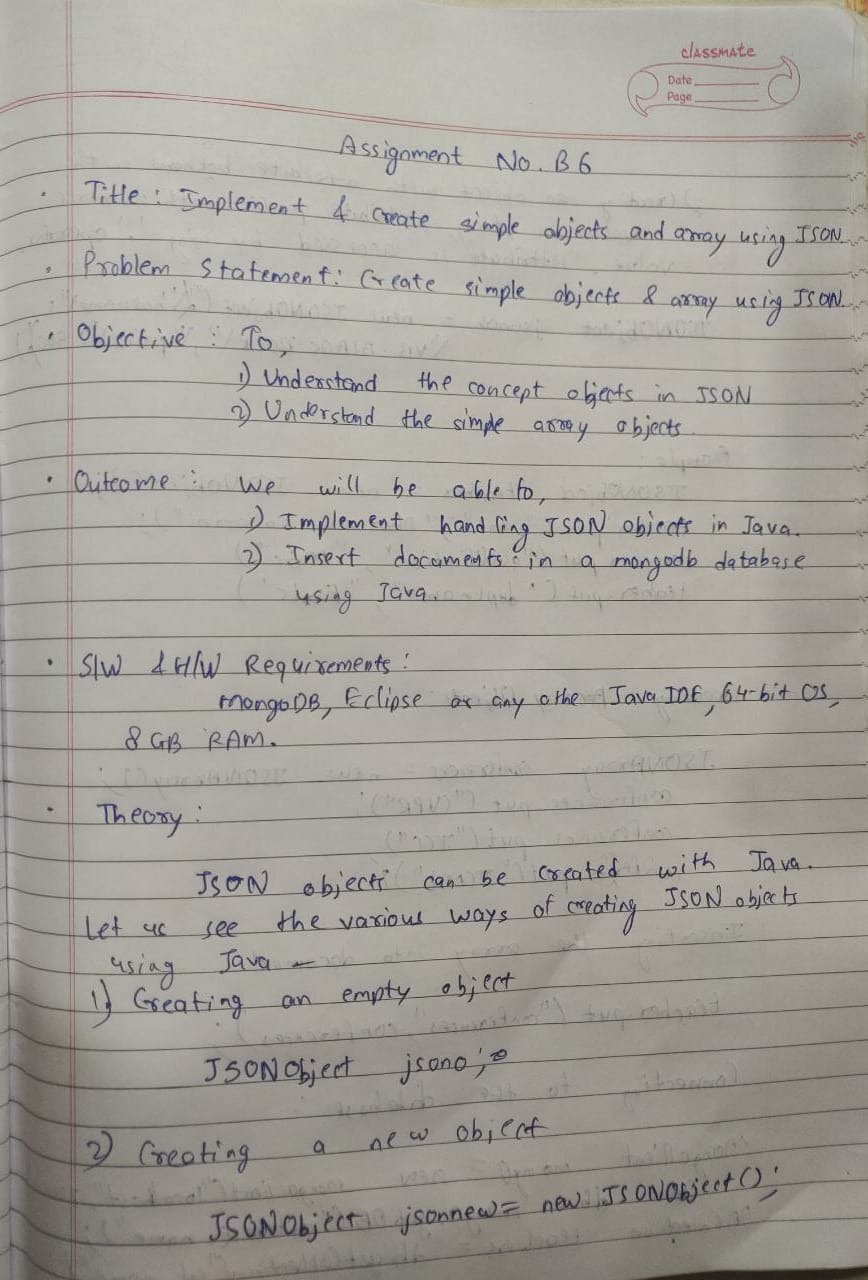 classmate
Date
Page
Assignment No. B6
• Title : Implement & Create simple objects and array using JSON.
• Problem Statement: Create simple objects & array using JSON.
• Objective : To,
1) Understand the concept objects in JSON
2) Understand the simple array objects
• Outcome : We will be able to,
1) Implement handling JSON objects in Java.
2) Insert documents in a mongodb database
using Java.
• S/W & H/W Requirements :
MongoDB, Eclipse or any othe Java IDE, 64-bit OS,
8 GB RAM.
• Theory :
JSON objects can be created with Java.
Let us see the various ways of creating JSON objects
using Java –
1) Creating an empty object
JSONObject jsono;
2) Creating a new object
JSONObject jsonnew = new JSONObject();